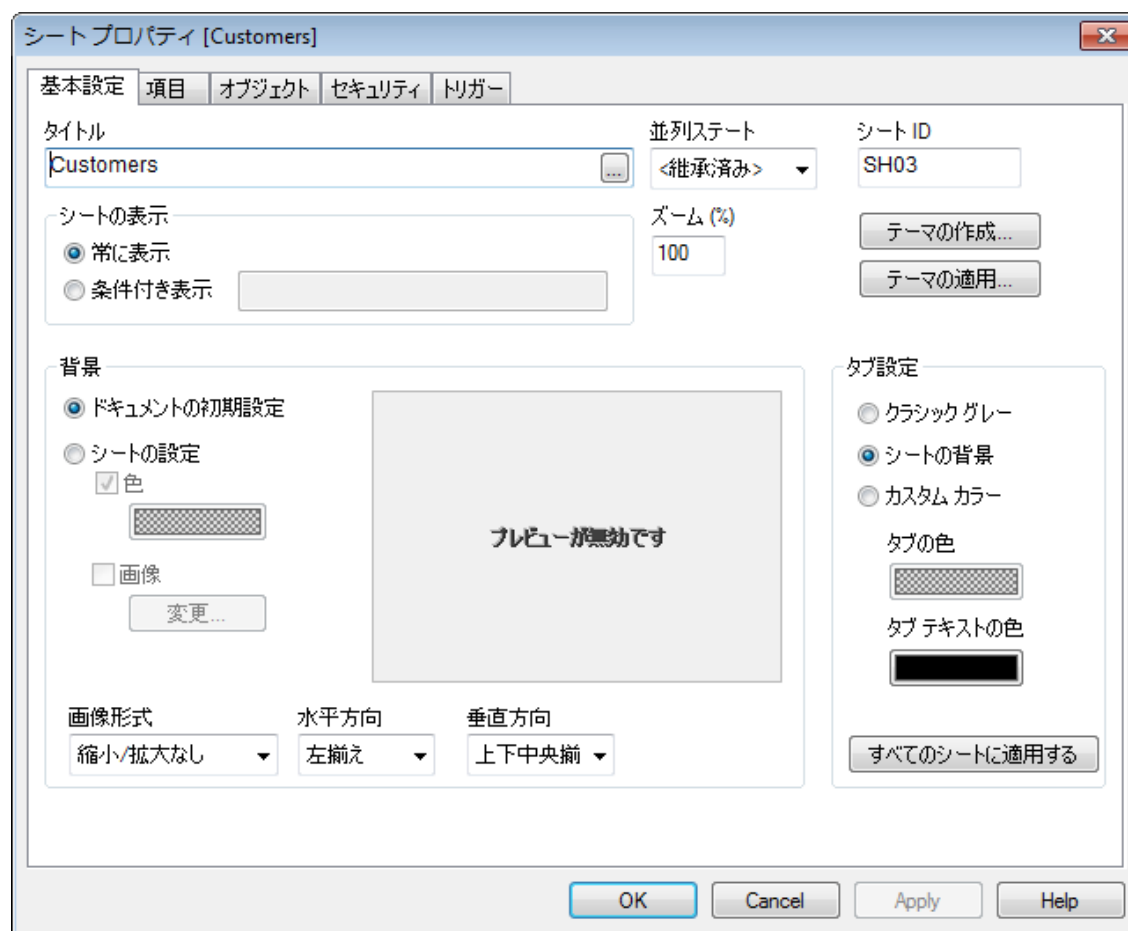 シート プロパティ [Customers]
基本設定 項目 オブジェクト セキュリティ トリガー
タイトル 並列ステート シート ID
Customers ... <継承済み> SH03
シートの表示 ズーム (%)
常に表示 100 テーマの作成...
条件付き表示 テーマの適用...
背景 タブ設定
ドキュメントの初期設定 クラシック グレー
シートの設定 シートの背景
色 カスタム カラー
プレビューが無効です タブの色
画像
変更... タブ テキストの色
画像形式 水平方向 垂直方向
縮小/拡大なし 左揃え 上下中央揃 すべてのシートに適用する
OK Cancel Apply Help